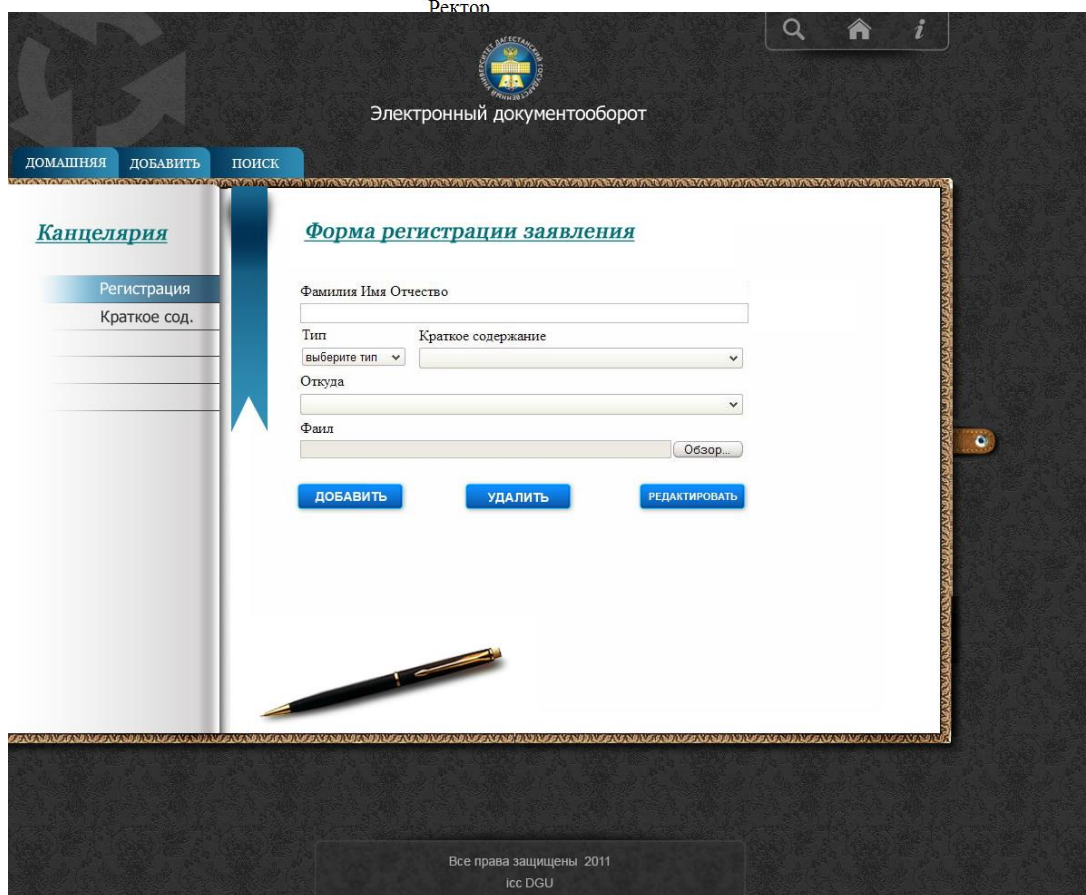 Ректор
Электронный документооборот
ДОМАШНЯЯ ДОБАВИТЬ ПОИСК
Канцелярия
Регистрация
Краткое сод.
Форма регистрации заявления
Фамилия Имя Отчество
Тип Краткое содержание
выберите тип
Откуда
Фаил
Обзор...
ДОБАВИТЬ УДАЛИТЬ РЕДАКТИРОВАТЬ
Все права защищены 2011
icc DGU